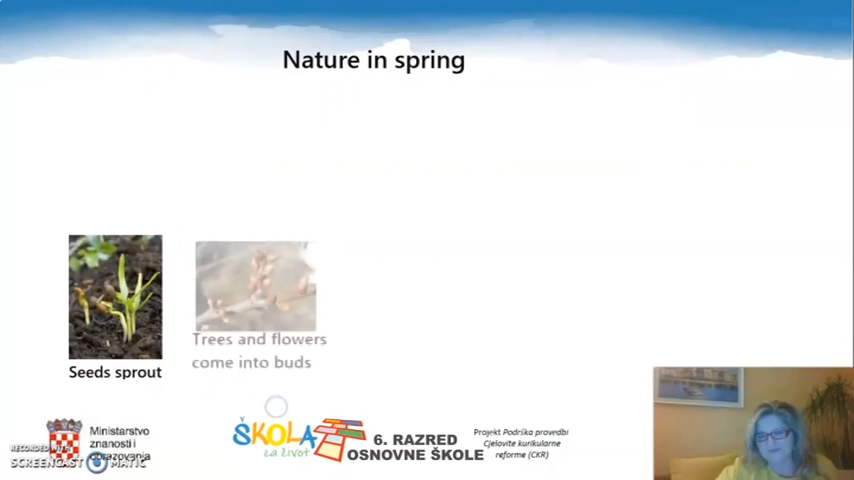 Nature in spring
Seeds sprout
Trees and flowers
come into buds
Ministarstvo
znanosti i
obrazovanja
RECORDED WITH
SCREENCAST MATIC
ŠKOLA
za život
6. RAZRED
OSNOVNE ŠKOLE
Projekt Podrška provedbi
Cjelovite kurikularne
reforme (CKR)